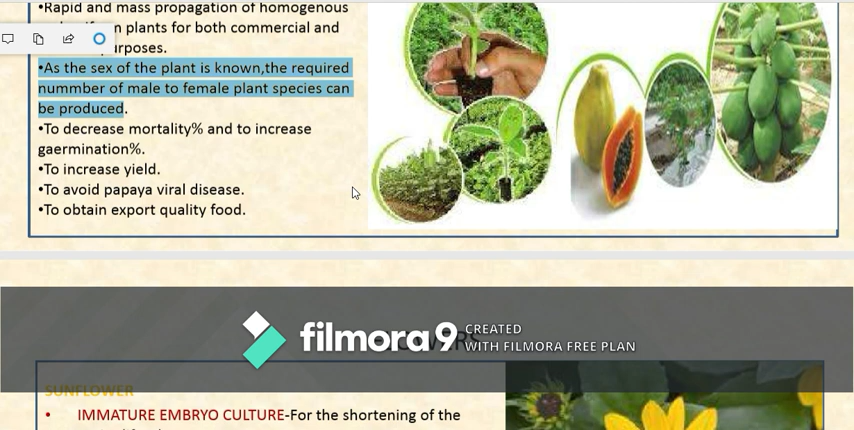 •Rapid and mass propagation of homogenous
plants for both commercial and
urposes.
•As the sex of the plant is known,the required
nummber of male to female plant species can
be produced.
•To decrease mortality% and to increase
gaermination%.
•To increase yield.
•To avoid papaya viral disease.
•To obtain export quality food.
filmora9 CREATED
WITH FILMORA FREE PLAN
SUNFLOWER
• IMMATURE EMBRYO CULTURE-For the shortening of the